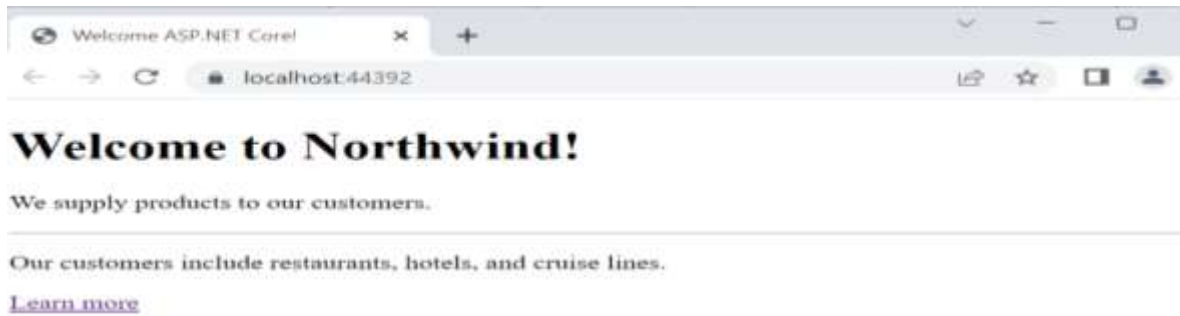 Welcome ASP.NET Core!
localhost:44392
Welcome to Northwind!
We supply products to our customers.
Our customers include restaurants, hotels, and cruise lines.
Learn more